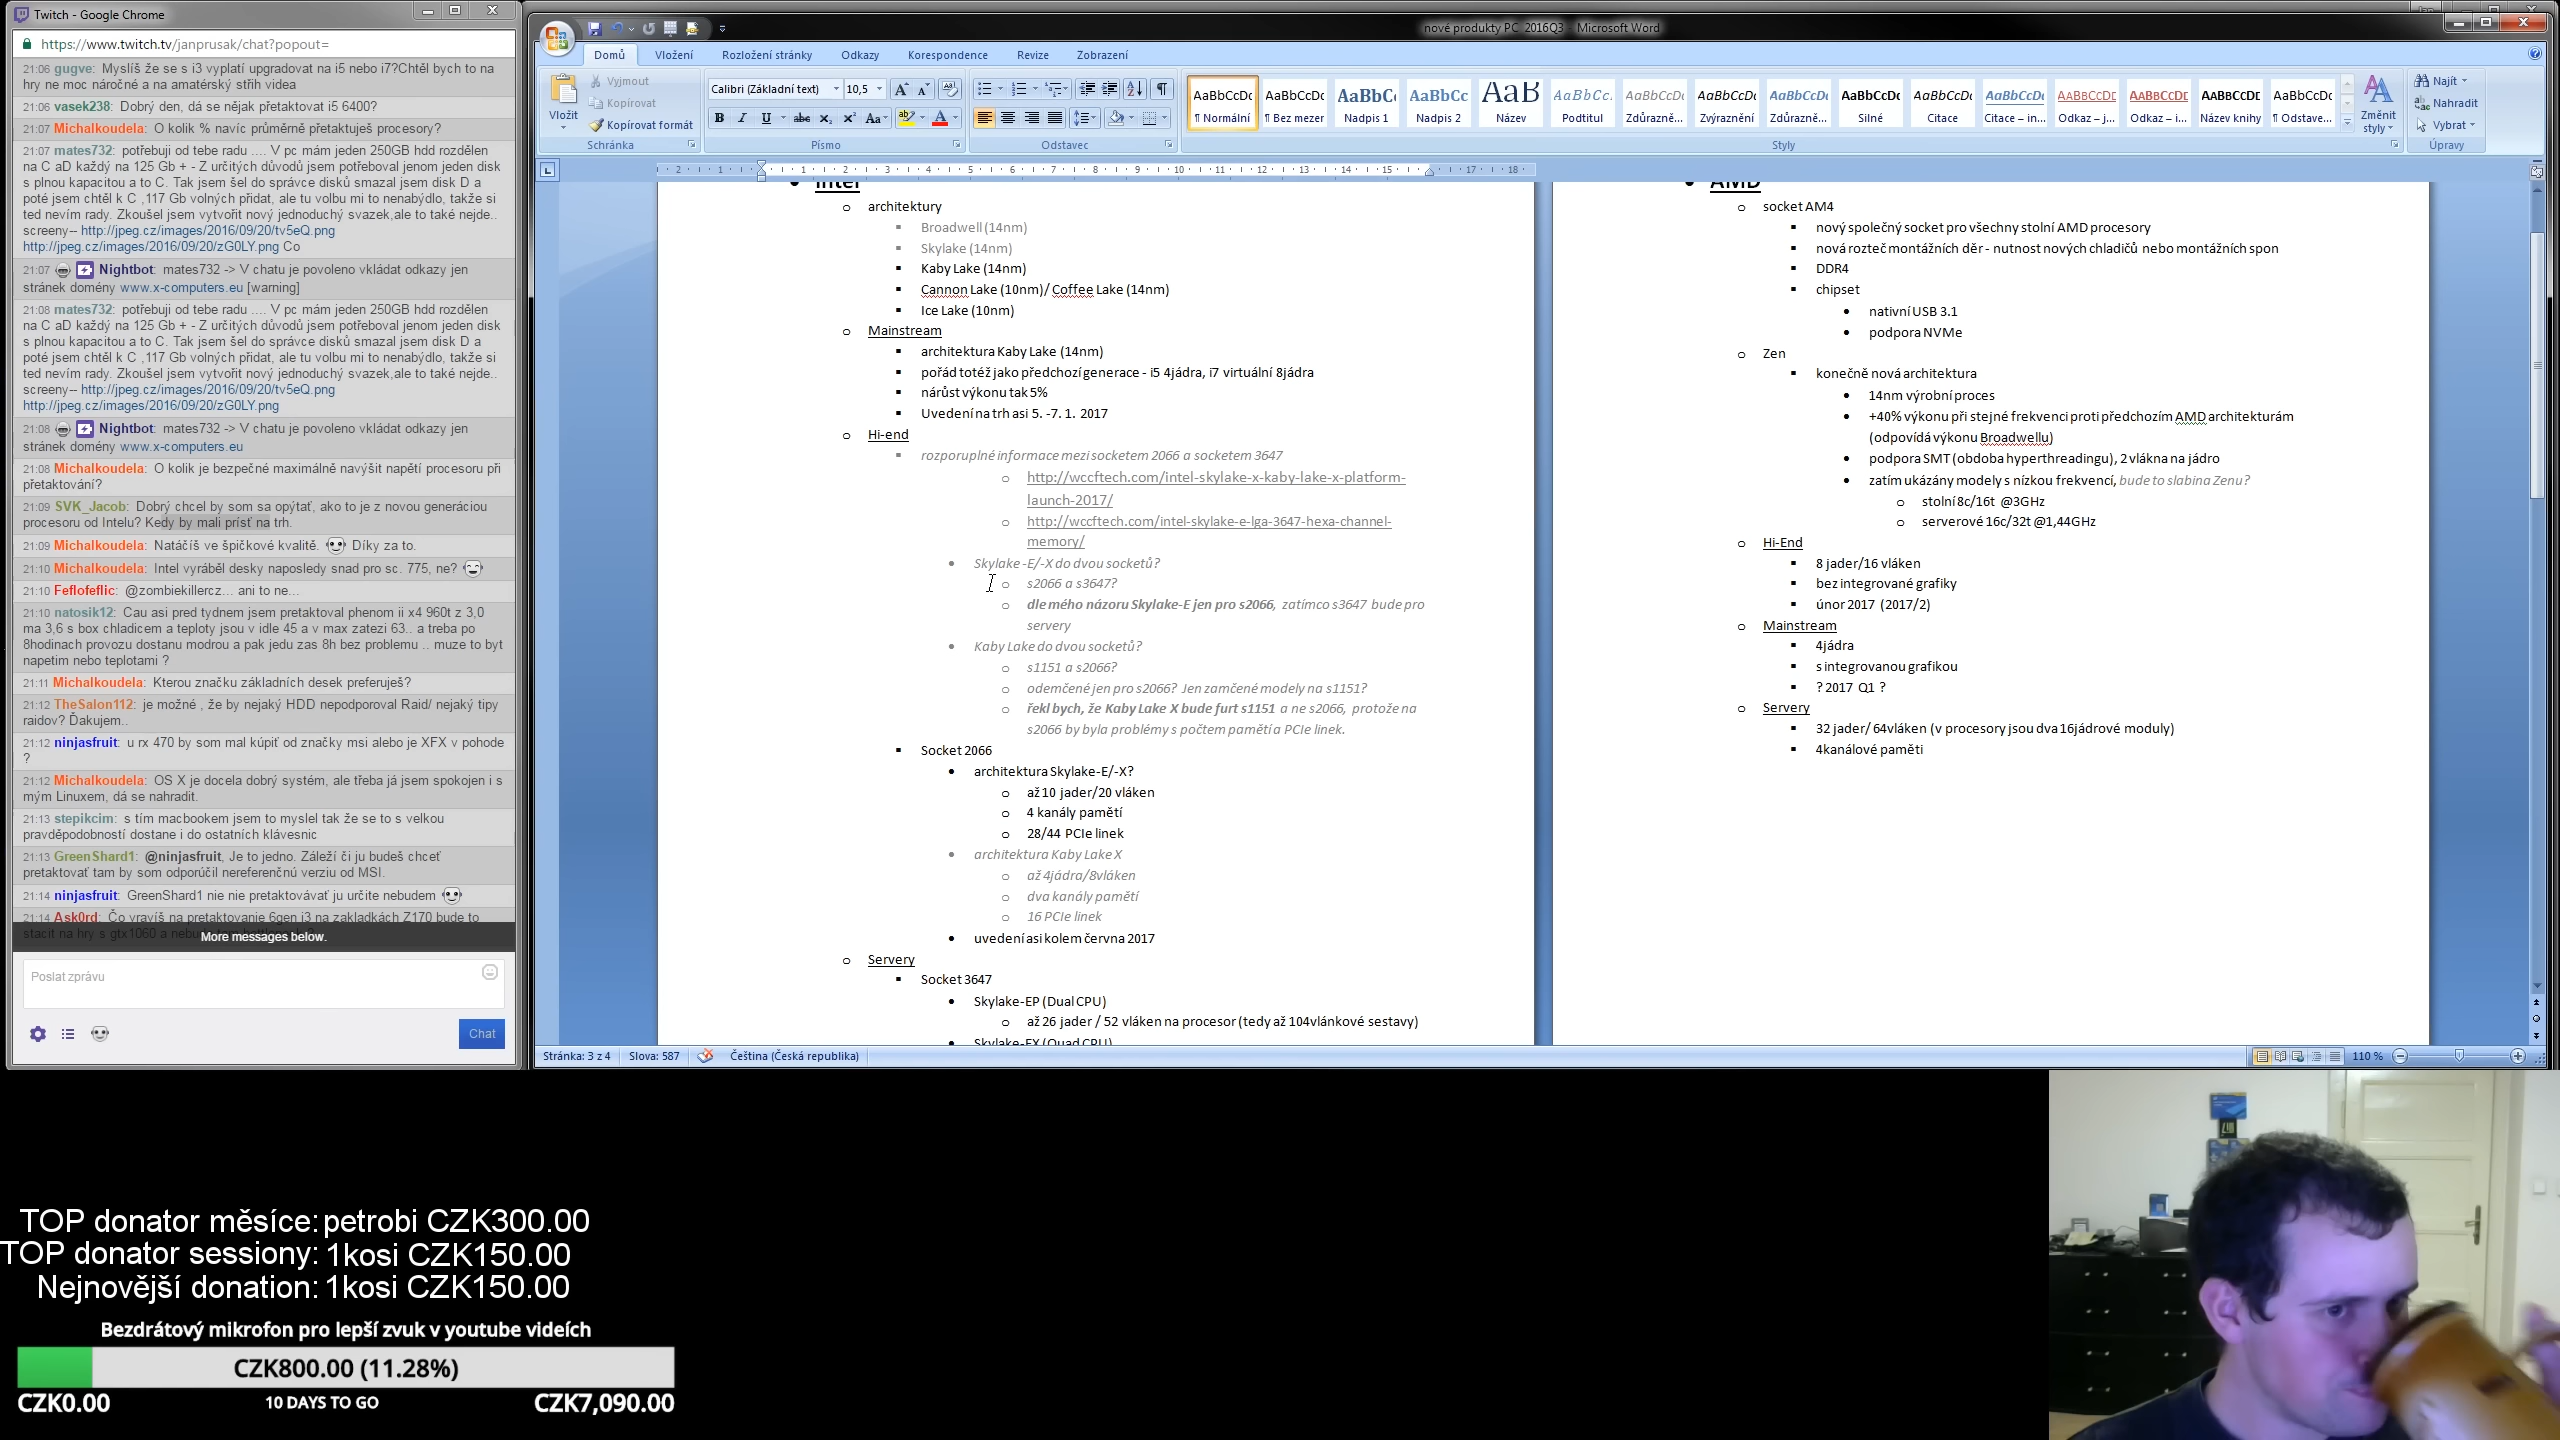 Twitch - Google Chrome
https://www.twitch.tv/janprusak/chat?popout=
21:06 gugve: Myslíš že se s i3 vyplatí upgradovat na i5 nebo i7?Chtěl bych to na
hry ne moc náročné a na amatérský střih videa
21:06 vasek238: Dobrý den, dá se nějak přetaktovat i5 6400?
21:07 Michalkoudela: O kolik % navíc průměrně přetaktuješ procesory?
21:07 mates732: potřebuji od tebe radu .... V pc mám jeden 250GB hdd rozdělen
na C aD každý na 125 Gb + - Z určitých důvodů jsem potřeboval jenom jeden disk
s plnou kapacitou a to C. Tak jsem šel do správce disků smazal jsem disk D a
poté jsem chtěl k C ,117 Gb volných přidat, ale tu volbu mi to nenabýdlo, takže si
ted nevím rady. Zkoušel jsem vytvořit nový jednoduchý svazek,ale to také nejde..
screeny-- http://jpeg.cz/images/2016/09/20/tv5eQ.png
http://jpeg.cz/images/2016/09/20/zG0LY.png Co
21:07 Nightbot: mates732 -> V chatu je povoleno vkládat odkazy jen
stránek domény www.x-computers.eu [warning]
21:08 mates732: potřebuji od tebe radu .... V pc mám jeden 250GB hdd rozdělen
na C aD každý na 125 Gb + - Z určitých důvodů jsem potřeboval jenom jeden disk
s plnou kapacitou a to C. Tak jsem šel do správce disků smazal jsem disk D a
poté jsem chtěl k C ,117 Gb volných přidat, ale tu volbu mi to nenabýdlo, takže si
ted nevím rady. Zkoušel jsem vytvořit nový jednoduchý svazek,ale to také nejde..
screeny-- http://jpeg.cz/images/2016/09/20/tv5eQ.png
http://jpeg.cz/images/2016/09/20/zG0LY.png
21:08 Nightbot: mates732 -> V chatu je povoleno vkládat odkazy jen
stránek domény www.x-computers.eu
21:08 Michalkoudela: O kolik je bezpečné maximálně navýšit napětí procesoru při
přetaktování?
21:09 SVK_Jacob: Dobrý chcel by som sa opýtať, ako to je z novou generáciou
procesoru od Intelu? Kedy by mali prísť na trh.
21:09 Michalkoudela: Natáčíš ve špičkové kvalitě. Díky za to.
21:10 Michalkoudela: Intel vyráběl desky naposledy snad pro sc. 775, ne?
21:10 Feflofeflic: @zombiekillercz... ani to ne...
21:10 natosik12: Cau asi pred tydnem jsem pretaktoval phenom ii x4 960t z 3,0
ma 3,6 s box chladicem a teploty jsou v idle 45 a v max zatezi 63.. a treba po
8hodinach provozu dostanu modrou a pak jedu zas 8h bez problemu .. muze to byt
napetim nebo teplotami ?
21:11 Michalkoudela: Kterou značku základních desek preferuješ?
21:12 TheSalon112: je možné , že by nejaký HDD nepodporoval Raid/ nejaký tipy
raidov? Ďakujem..
21:12 ninjasfruit: u rx 470 by som mal kúpiť od značky msi alebo je XFX v pohode
?
21:12 Michalkoudela: OS X je docela dobrý systém, ale třeba já jsem spokojen i s
mým Linuxem, dá se nahradit.
21:13 stepikcim: s tím macbookem jsem to myslel tak že se to s velkou
pravděpodobností dostane i do ostatních klávesnic
21:13 GreenShard1: @ninjasfruit, Je to jedno. Záleží či ju budeš chceť
pretaktovať tam by som odporúčil nereferenčnú verziu od MSI.
21:14 ninjasfruit: GreenShard1 nie nie pretaktovávať ju určite nebudem
21:14 Ask0rd: Čo vravíš na pretaktovanie 6gen i3 na zakladkách Z170 bude to
stacit na hry s gtx1060 a
More messages below.
Poslat zprávu
Chat
nové produkty PC 2016Q3 - Microsoft Word
Domů
Vložení
Rozložení stránky
Odkazy
Korespondence
Revize
Zobrazení
Vložit
Vyjmout
Kopírovat
Kopírovat formát
Schránka
Calibri (Základní text)
10,5
Písmo
Odstavec
¶ Normální
¶ Bez mezer
Nadpis 1
Nadpis 2
Název
Podtitul
Zdůrazně...
Zvýraznění
Zdůrazně...
Silné
Citace
Citace – in...
Odkaz – j...
Odkaz – i...
Název knihy
¶ Odstave...
Změnit
styly
Styly
Najít
Nahradit
Vybrat
Úpravy
Intel
architektury
Broadwell (14nm)
Skylake (14nm)
Kaby Lake (14nm)
Cannon Lake (10nm)/ Coffee Lake (14nm)
Ice Lake (10nm)
Mainstream
architektura Kaby Lake (14nm)
pořád totéž jako předchozí generace - i5 4jádra, i7 virtuální 8jádra
nárůst výkonu tak 5%
Uvedení na trh asi 5. -7. 1. 2017
Hi-end
rozporuplné informace mezi socketem 2066 a socketem 3647
http://wccftech.com/intel-skylake-x-kaby-lake-x-platform-
launch-2017/
http://wccftech.com/intel-skylake-e-lga-3647-hexa-channel-
memory/
Skylake -E/-X do dvou socketů?
s2066 a s3647?
dle mého názoru Skylake-E jen pro s2066, zatímco s3647 bude pro
servery
Kaby Lake do dvou socketů?
s1151 a s2066?
odemčené jen pro s2066? Jen zamčené modely na s1151?
řekl bych, že Kaby Lake X bude furt s1151 a ne s2066, protože na
s2066 by byla problémy s počtem pamětí a PCIe linek.
Socket 2066
architektura Skylake-E/-X?
až 10 jader/20 vláken
4 kanály pamětí
28/44 PCIe linek
architektura Kaby Lake X
až 4jádra/8vláken
dva kanály pamětí
16 PCIe linek
uvedení asi kolem června 2017
Servery
Socket 3647
Skylake-EP (Dual CPU)
až 26 jader / 52 vláken na procesor (tedy až 104vlánkové sestavy)
Skylake-EX (Quad CPU)
AMD
socket AM4
nový společný socket pro všechny stolní AMD procesory
nová rozteč montážních děr - nutnost nových chladičů nebo montážních spon
DDR4
chipset
nativní USB 3.1
podpora NVMe
Zen
konečně nová architektura
14nm výrobní proces
+40% výkonu při stejné frekvenci proti předchozím AMD architekturám
(odpovídá výkonu Broadwellu)
podpora SMT (obdoba hyperthreadingu), 2 vlákna na jádro
zatím ukázány modely s nízkou frekvencí, bude to slabina Zenu?
stolní 8c/16t @3GHz
serverové 16c/32t @1,44GHz
Hi-End
8 jader/16 vláken
bez integrované grafiky
únor 2017 (2017/2)
Mainstream
4jádra
s integrovanou grafikou
? 2017 Q1 ?
Servery
32 jader/ 64vláken (v procesory jsou dva 16jádrové moduly)
4kanálové paměti
Stránka: 3 z 4
Slova: 587
Čeština (Česká republika)
110 %
TOP donator měsíce: petrobi CZK300.00
TOP donator sessiony: 1kosi CZK150.00
Nejnovější donation: 1kosi CZK150.00
Bezdrátový mikrofon pro lepší zvuk v youtube videích
CZK800.00 (11.28%)
CZK0.00
10 DAYS TO GO
CZK7,090.00